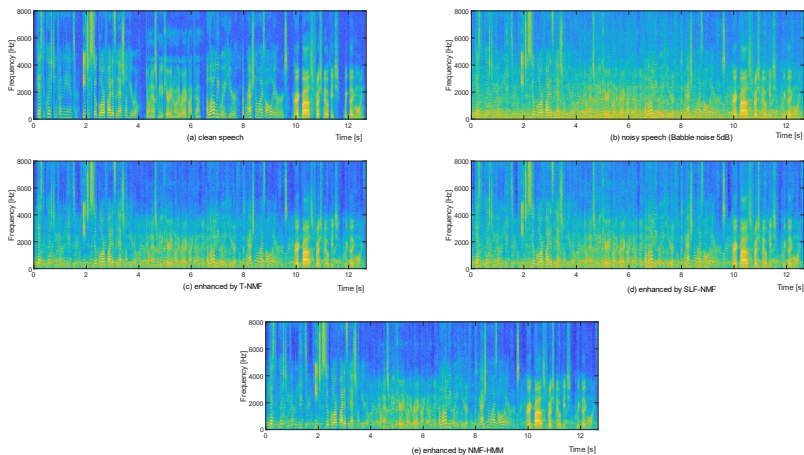 8000
6000
4000
2000
0
Frequency [Hz]
0 2 4 6 8 10 12
(a) clean speech
Time [s]
8000
6000
4000
2000
0
Frequency [Hz]
0 2 4 6 8 10 12
(b) noisy speech (Babble noise 5dB)
Time [s]
8000
6000
4000
2000
0
Frequency [Hz]
0 2 4 6 8 10 12
(c) enhanced by T-NMF
Time [s]
8000
6000
4000
2000
0
Frequency [Hz]
0 2 4 6 8 10 12
(d) enhanced by SLF-NMF
Time [s]
8000
6000
4000
2000
0
Frequency [Hz]
0 2 4 6 8 10 12
(e) enhanced by NMF-HMM
Time [s]